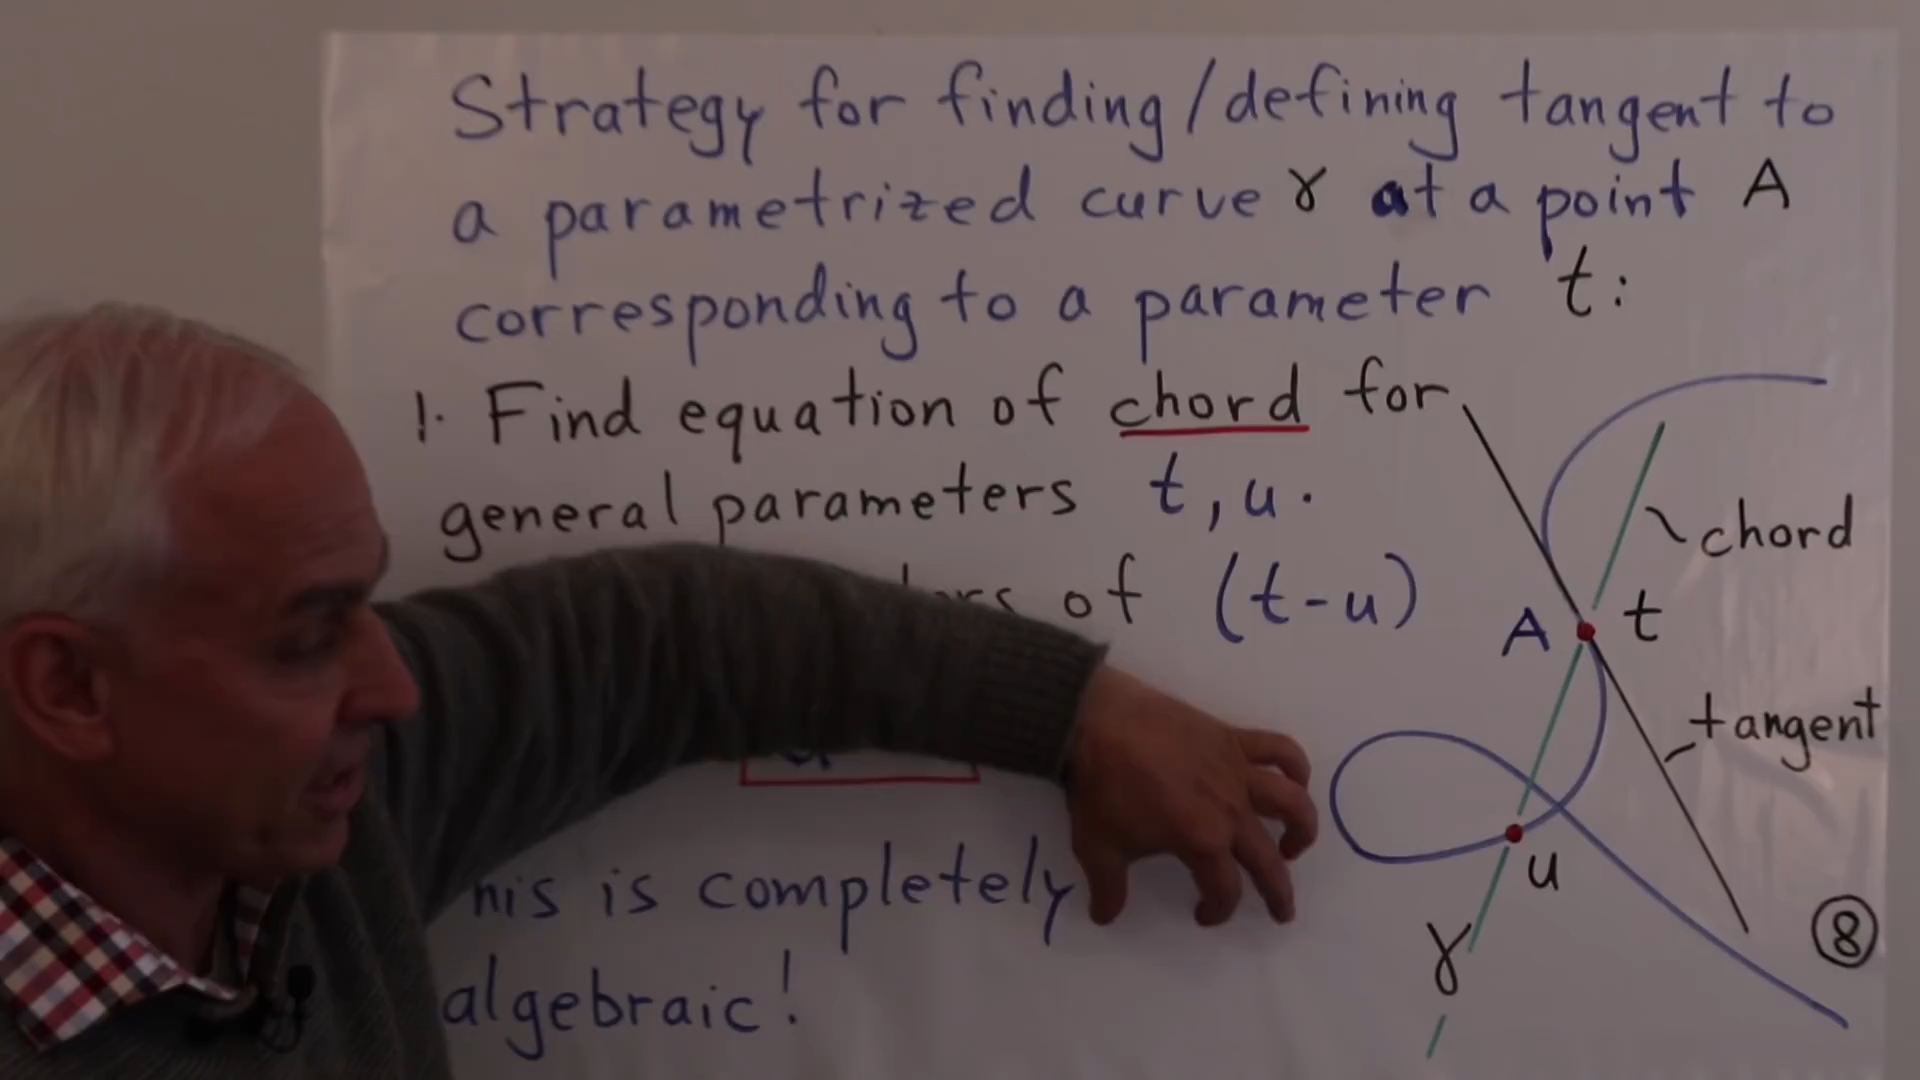 Strategy for finding/defining tangent to
a parametrized curve γ at a point A
corresponding to a parameter t:
1. Find equation of chord for
general parameters t, u.
of (t-u)
his is completely
algebraic!
chord
A t
tangent
u
γ
8